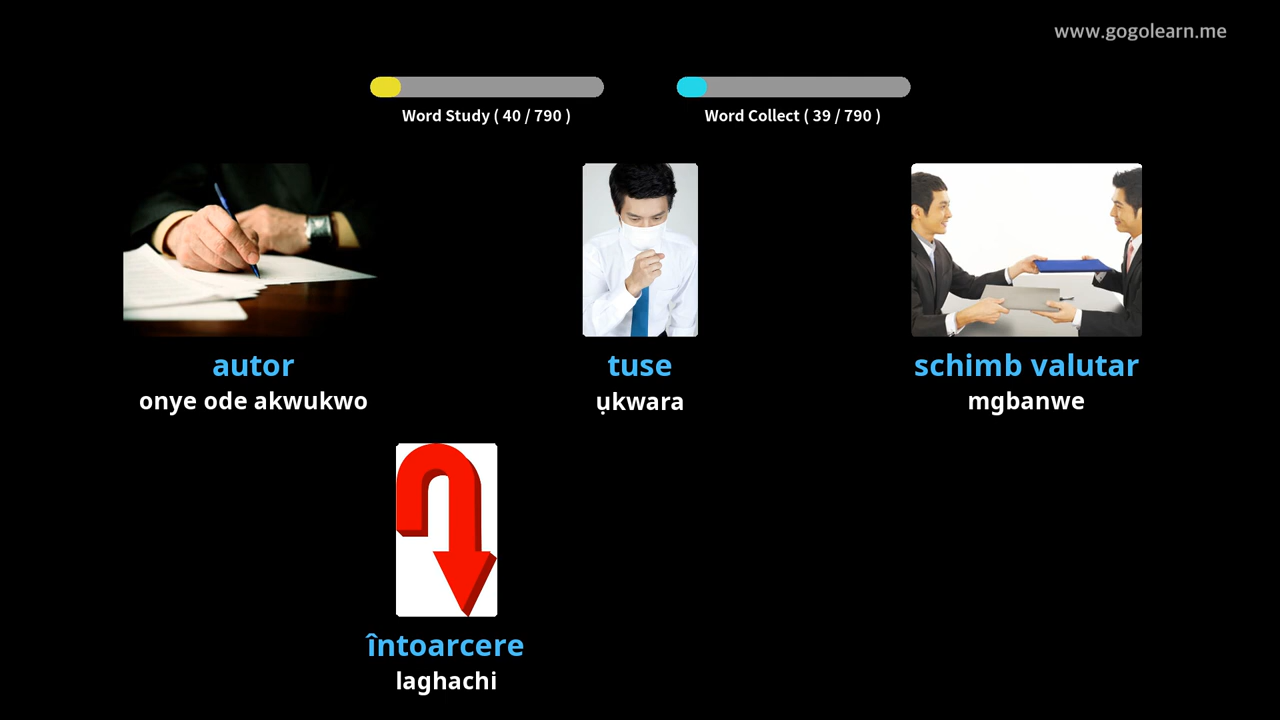 www.gogolearn.me
Word Study ( 40 / 790 )
Word Collect ( 39 / 790 )
autor
onye ode akwukwo
tuse
ụkwara
schimb valutar
mgbanwe
întoarcere
laghachi